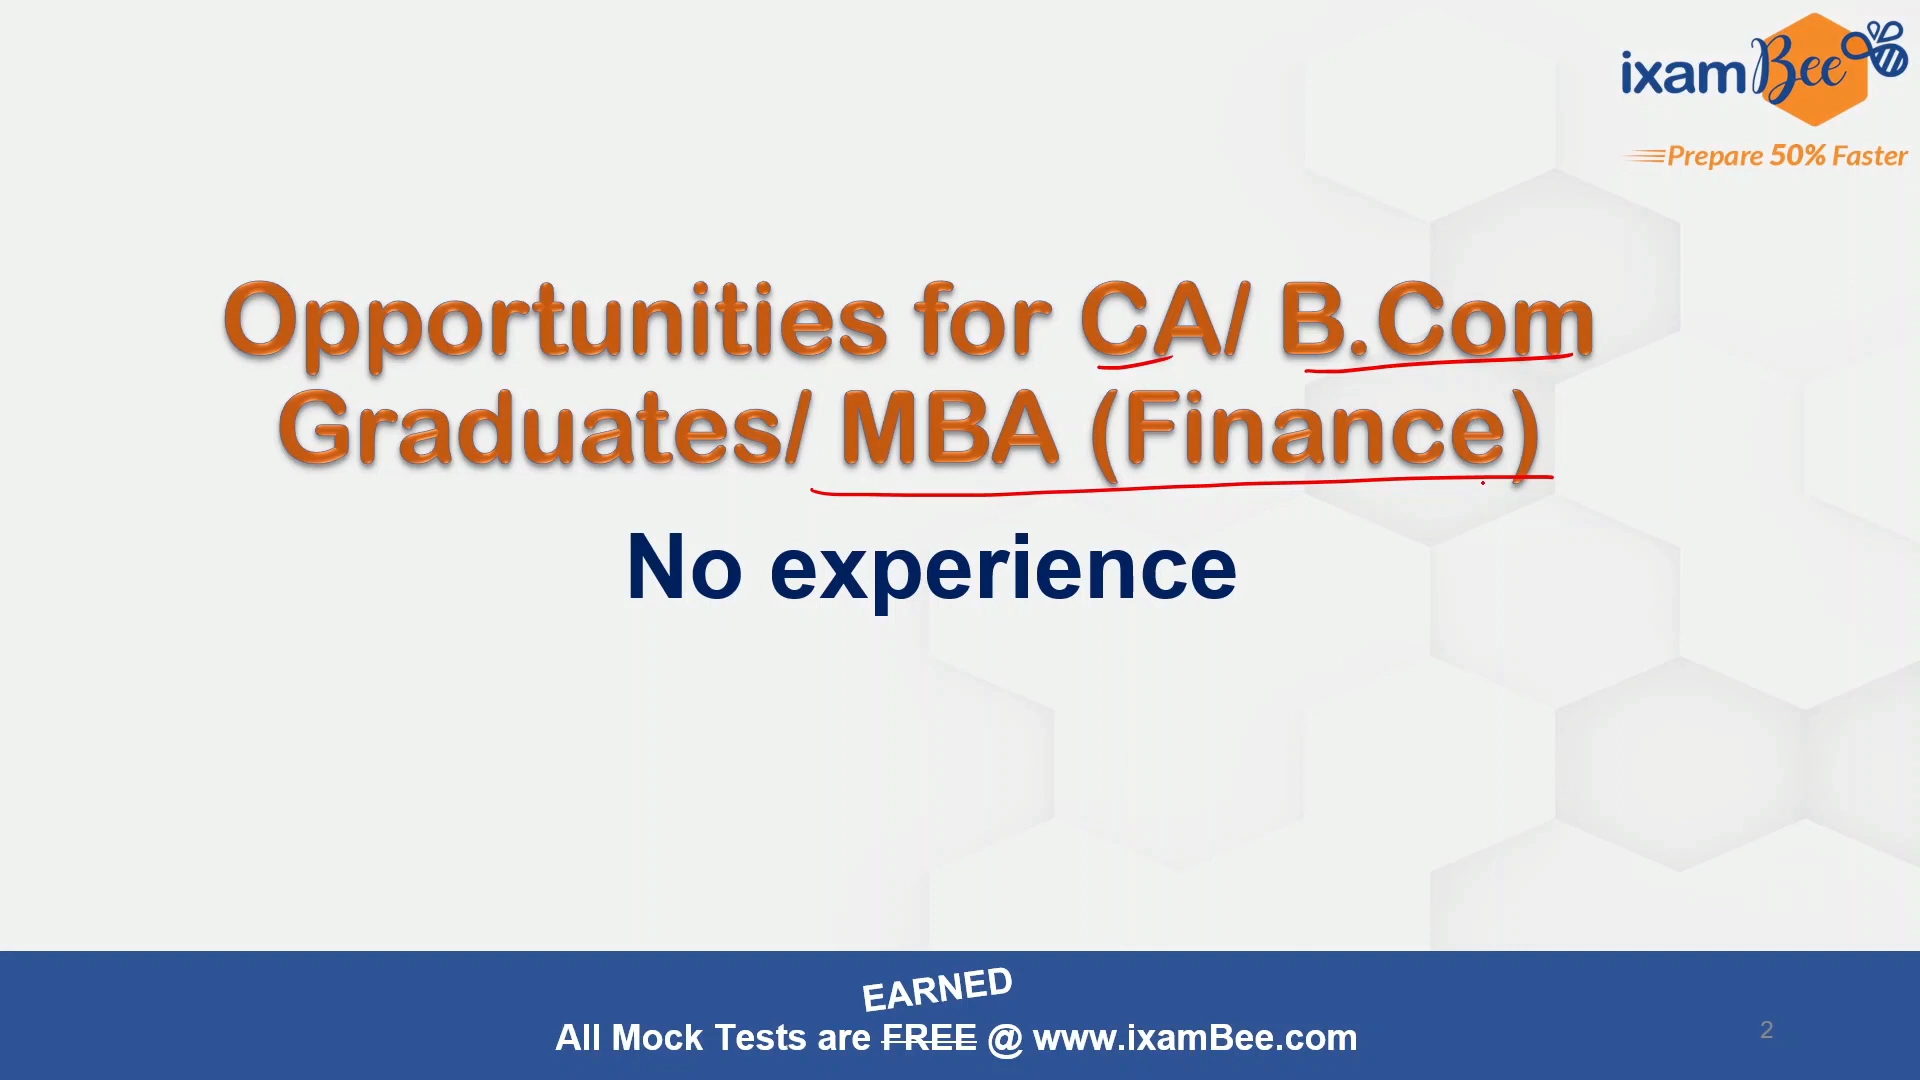 ixamBee
Prepare 50% Faster
Opportunities for CA/ B.Com
Graduates/ MBA (Finance)
No experience
EARNED
All Mock Tests are FREE @ www.ixamBee.com
2